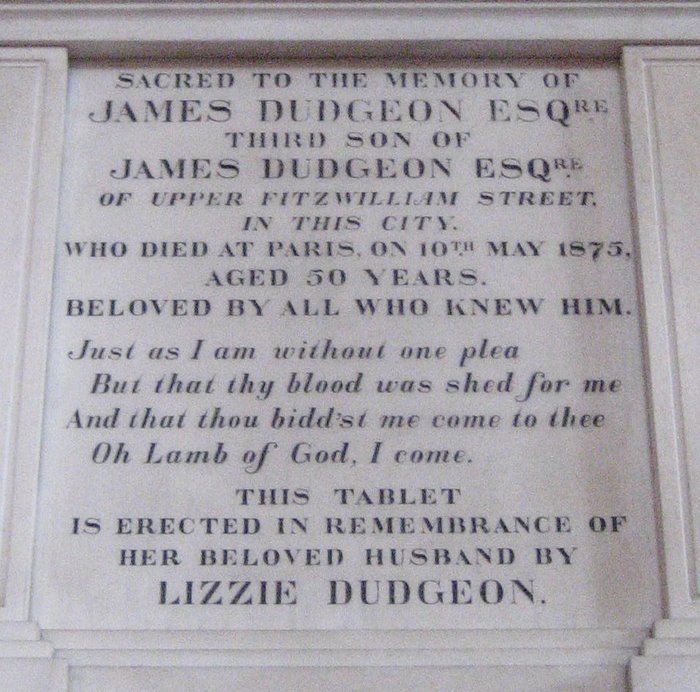 SACRED TO THE MEMORY OF
JAMES DUDGEON ESQRE
THIRD SON OF
JAMES DUDGEON ESQRE
OF UPPER FITZWILLIAM STREET,
IN THIS CITY.
WHO DIED AT PARIS, ON 10TH MAY 1875,
AGED 50 YEARS.
BELOVED BY ALL WHO KNEW HIM.
Just as I am without one plea
But that thy blood was shed for me
And that thou bidd'st me come to thee
Oh Lamb of God, I come.
THIS TABLET
IS ERECTED IN REMEMBRANCE OF
HER BELOVED HUSBAND BY
LIZZIE DUDGEON.